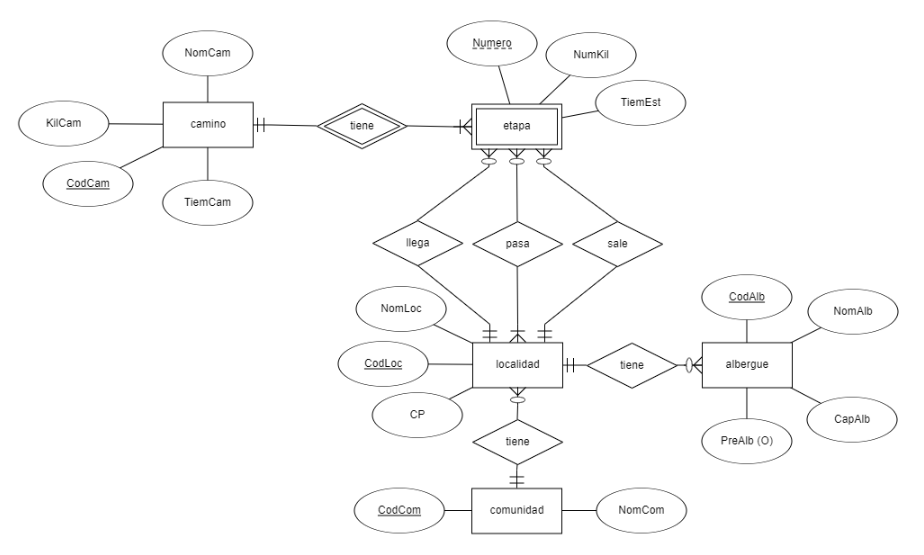 Numero
NomCam
NumKil
TiemEst
KilCam
camino
tiene
etapa
CodCam
TiemCam
llega
pasa
sale
NomLoc
CodAlb
NomAlb
CodLoc
localidad
tiene
albergue
CP
CapAlb
tiene
PreAlb (O)
CodCom
comunidad
NomCom